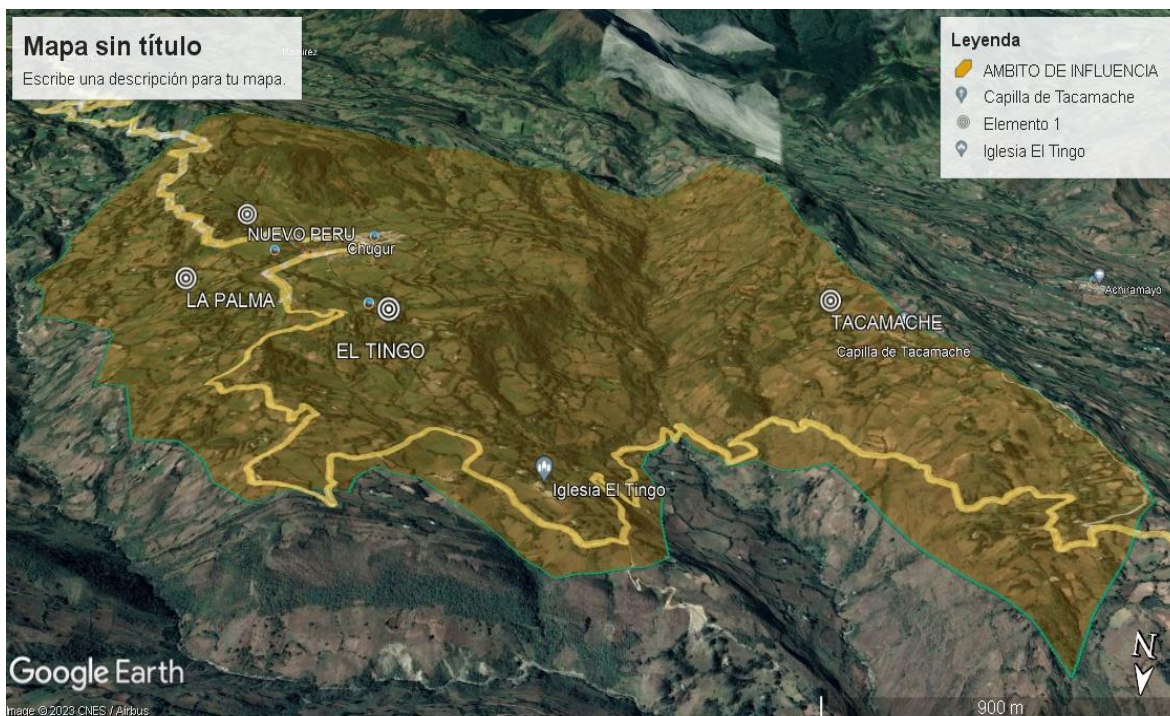 Mapa sin título
Escribe una descripción para tu mapa.
Leyenda
AMBITO DE INFLUENCIA
Capilla de Tacamache
Elemento 1
Iglesia El Tingo
NUEVO PERU
Chugur
LA PALMA
EL TINGO
TACAMACHE
Capilla de Tacamache
Achiramayo
Iglesia El Tingo
N
Google Earth
Image © 2023 CNES / Airbus
900 m